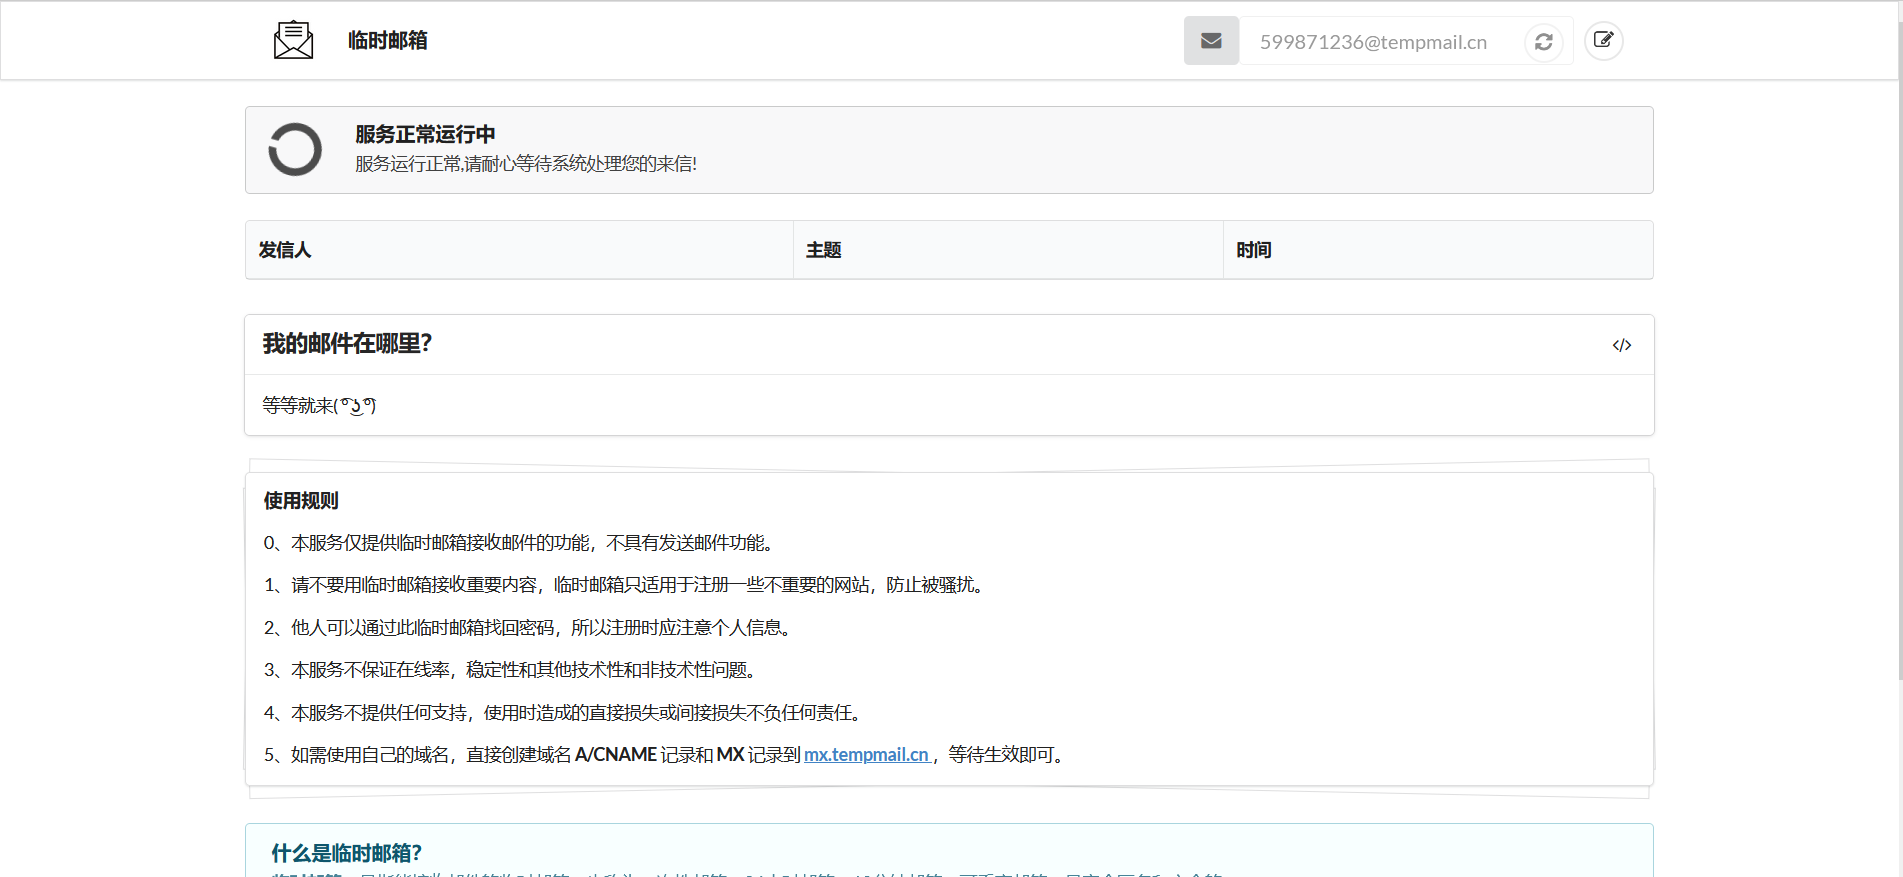 临时邮箱
599871236@tempmail.cn
服务正常运行中
服务运行正常,请耐心等待系统处理您的来信!
发信人 主题 时间
我的邮件在哪里?
等等就来( ͡° ͜ʖ ͡°)
使用规则
0、本服务仅提供临时邮箱接收邮件的功能，不具有发送邮件功能。
1、请不要用临时邮箱接收重要内容，临时邮箱只适用于注册一些不重要的网站，防止被骚扰。
2、他人可以通过此临时邮箱找回密码，所以注册时应注意个人信息。
3、本服务不保证在线率，稳定性和其他技术性和非技术性问题。
4、本服务不提供任何支持，使用时造成的直接损失或间接损失不负任何责任。
5、如需使用自己的域名，直接创建域名 A/CNAME 记录和 MX 记录到 mx.tempmail.cn ，等待生效即可。
什么是临时邮箱?